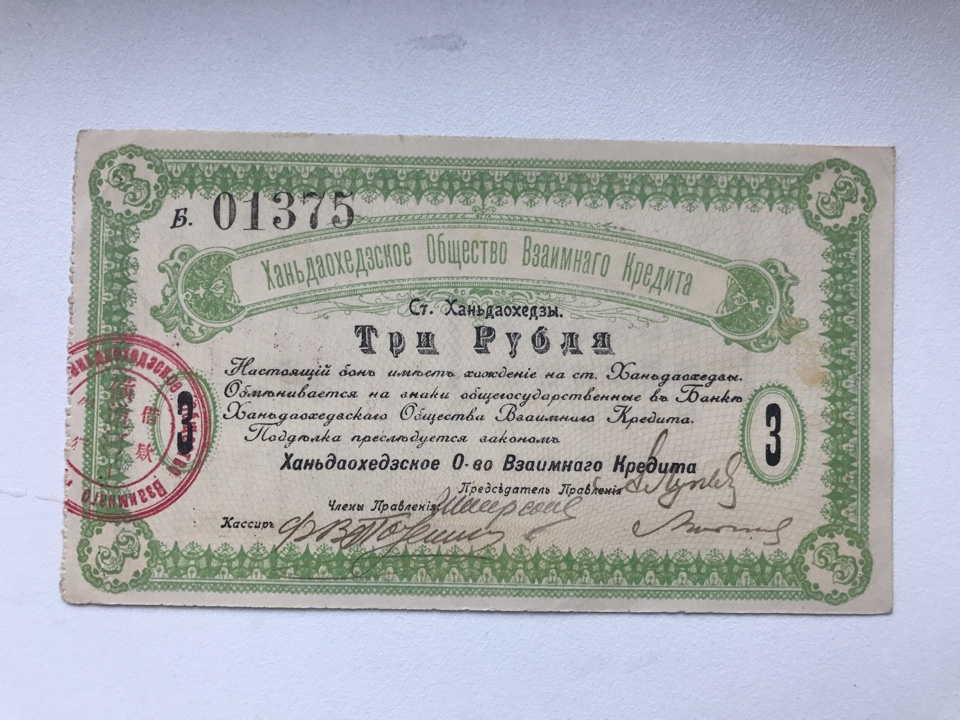 Б. 01375
Ханьдаохедзское Общество Взаимнаго Кредита
Ст. Ханьдаохедзы.
Три Рубля
Настоящій бонъ имѣетъ хожденіе на ст. Ханьдаохедзы.
Обмѣнивается на знаки общегосударственные въ Банкѣ
Ханьдаохедзскаго Общества Взаимнаго Кредита.
Поддѣлка преслѣдуется закономъ
3
3
Ханьдаохедзское О-во Взаимнаго Кредита
Предсѣдатель Правленія
Члены Правленія:
Кассиръ
Взаимнаго